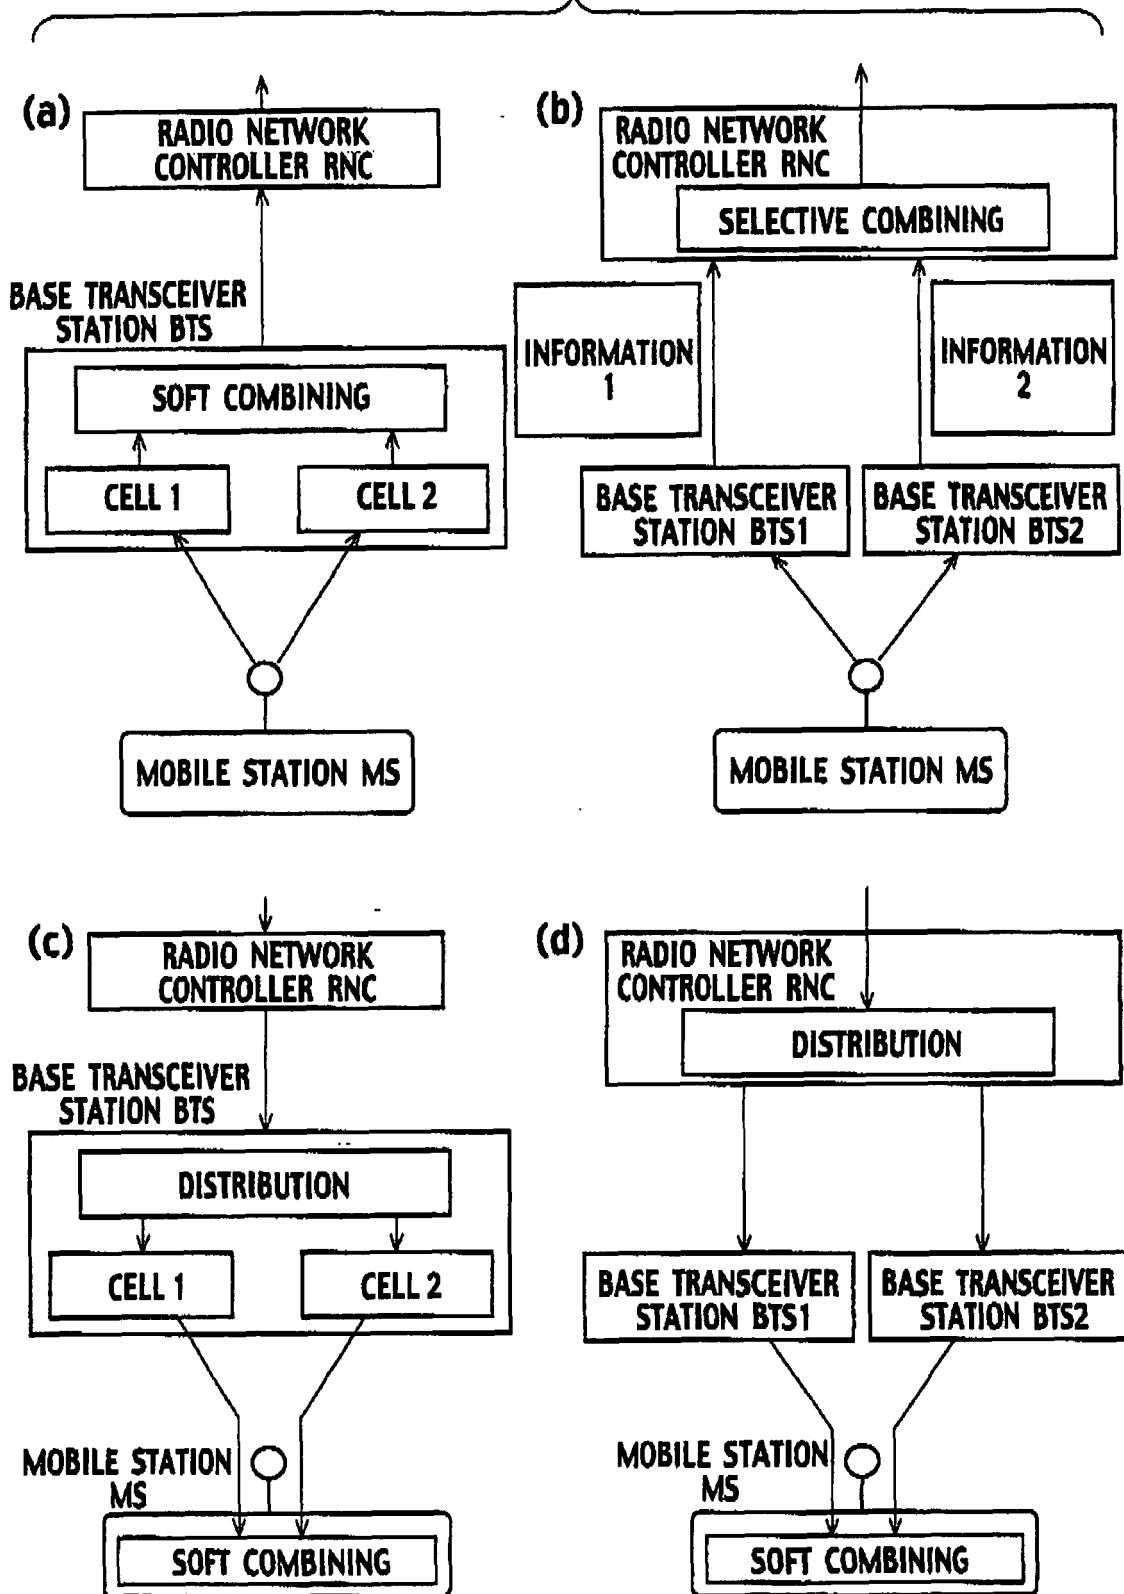 (a)
RADIO NETWORK
CONTROLLER RNC
BASE TRANSCEIVER
STATION BTS
SOFT COMBINING
CELL 1
CELL 2
MOBILE STATION MS
(b)
RADIO NETWORK
CONTROLLER RNC
SELECTIVE COMBINING
INFORMATION
1
INFORMATION
2
BASE TRANSCEIVER
STATION BTS1
BASE TRANSCEIVER
STATION BTS2
MOBILE STATION MS
(c)
RADIO NETWORK
CONTROLLER RNC
BASE TRANSCEIVER
STATION BTS
DISTRIBUTION
CELL 1
CELL 2
MOBILE STATION
MS
SOFT COMBINING
(d)
RADIO NETWORK
CONTROLLER RNC
DISTRIBUTION
BASE TRANSCEIVER
STATION BTS1
BASE TRANSCEIVER
STATION BTS2
MOBILE STATION
MS
SOFT COMBINING